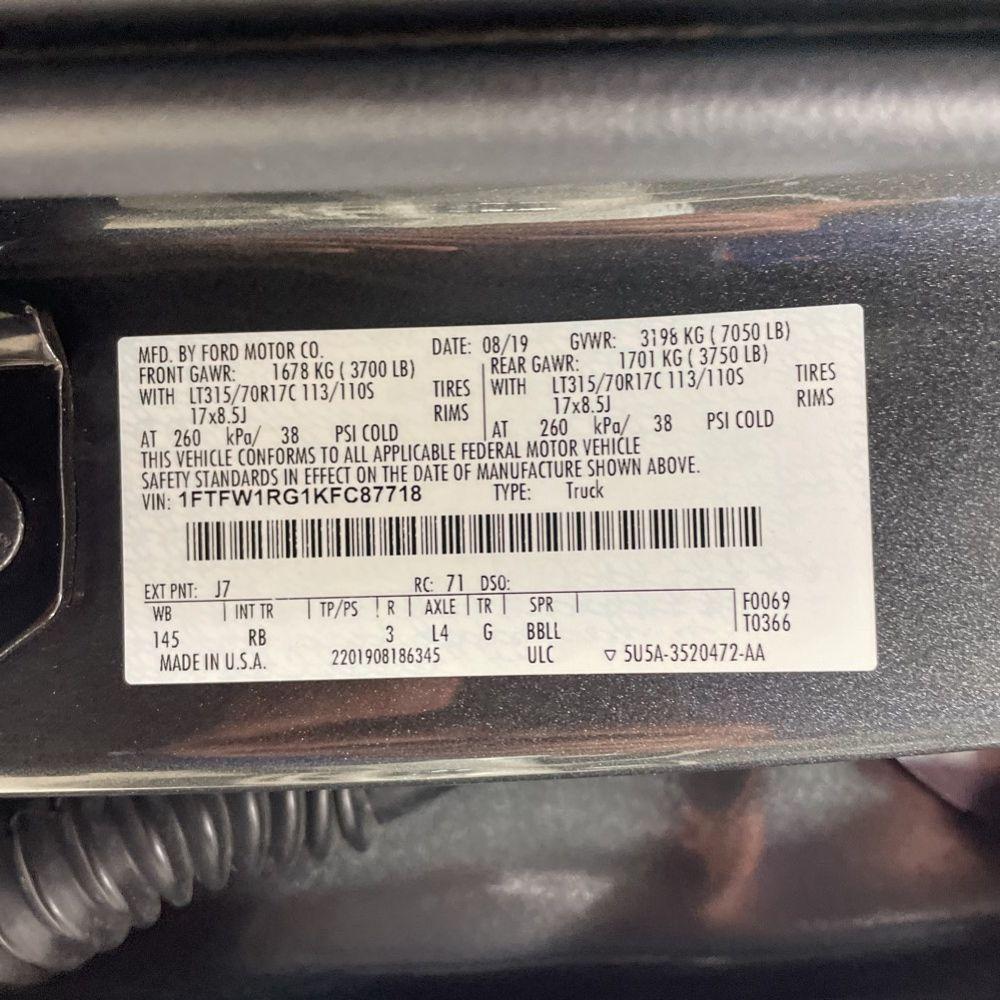 MFD. BY FORD MOTOR CO. DATE: 08/19 GVWR: 3198 KG ( 7050 LB)
FRONT GAWR: 1678 KG ( 3700 LB) REAR GAWR: 1701 KG ( 3750 LB)
WITH LT315/70R17C 113/110S TIRES WITH LT315/70R17C 113/110S TIRES
17x8.5J RIMS 17x8.5J RIMS
AT 260 kPa/ 38 PSI COLD AT 260 kPa/ 38 PSI COLD
THIS VEHICLE CONFORMS TO ALL APPLICABLE FEDERAL MOTOR VEHICLE
SAFETY STANDARDS IN EFFECT ON THE DATE OF MANUFACTURE SHOWN ABOVE.
VIN: 1FTFW1RG1KFC87718 TYPE: Truck
EXT PNT: J7 RC: 71 DSO:
WB INT TR TP/PS R AXLE TR SPR F0069
145 RB 3 L4 G BBLL T0366
MADE IN U.S.A. 2201908186345 ULC ▽ 5U5A-3520472-AA